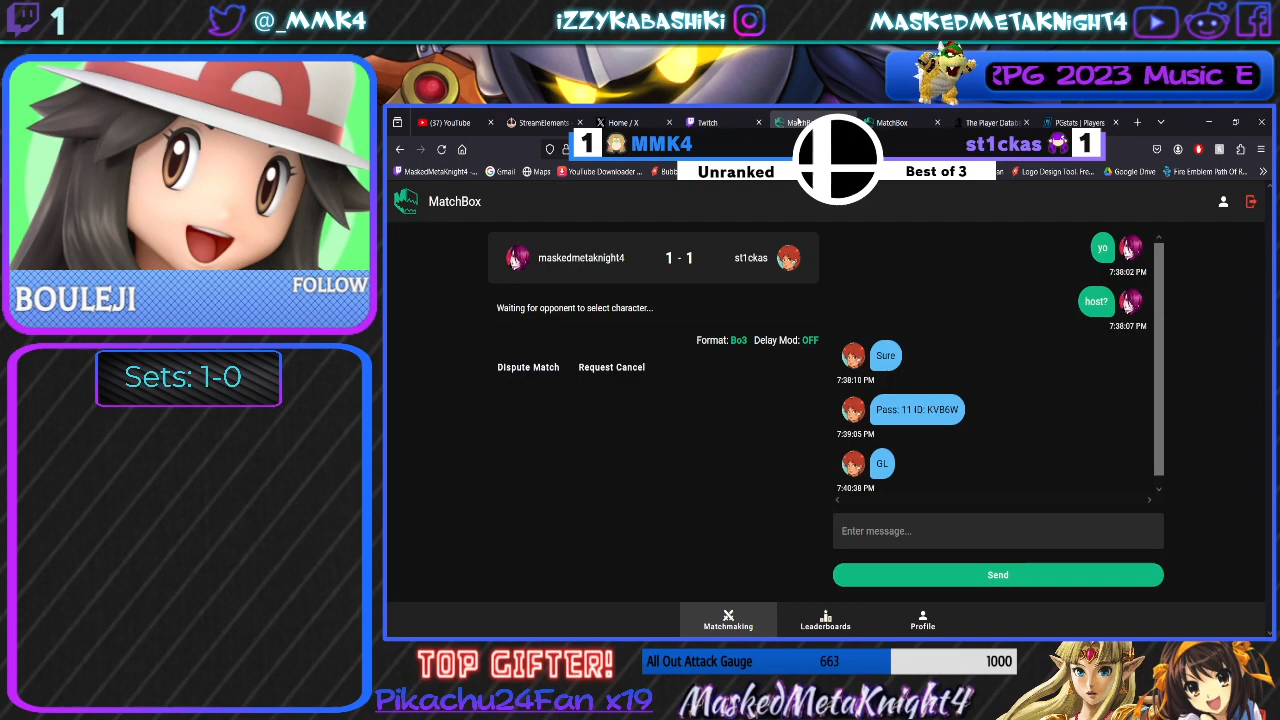 1
@_MMK4
iZZYKABASHiKi
MASKEDMETAKNiGHT4
RPG 2023 Music E
(37) YouTube
StreamElements -
Home / X
Twitch
MatchBox
The Player Datab
PGstats | Players
1
MMK4
st1ckas
1
Unranked
Best of 3
MaskedMetaKnight4 -...
Gmail
Maps
YouTube Downloader ...
Logo Design Tool. Fre...
Google Drive
Fire Emblem Path Of R...
MatchBox
maskedmetaknight4
1 - 1
st1ckas
Waiting for opponent to select character...
Format: Bo3 Delay Mod: OFF
Dispute Match
Request Cancel
yo
7:38:02 PM
host?
7:38:07 PM
Sure
7:38:10 PM
Pass: 11 ID: KVB6W
7:39:05 PM
GL
7:40:38 PM
Enter message...
Send
Matchmaking
Leaderboards
Profile
BOULEJI
FOLLOW
Sets: 1-0
TOP GIFTER!
Pikachu24Fan x19
All Out Attack Gauge
663
1000
MaskedMetaKnight4